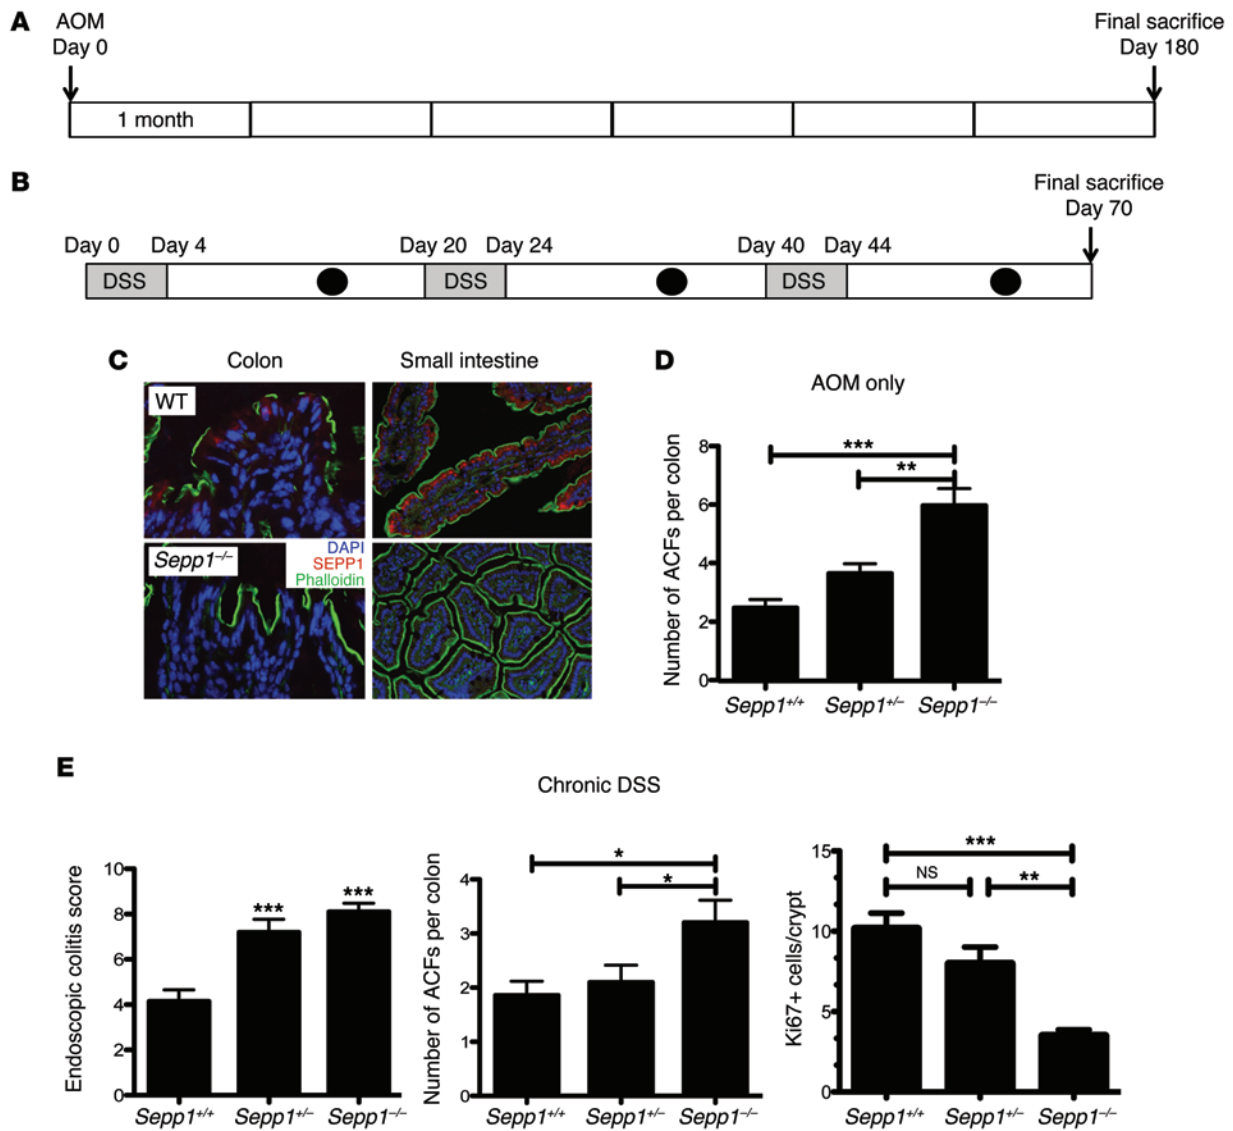 A
AOM
Day 0
Final sacrifice
Day 180
1 month
B
Final sacrifice
Day 70
Day 0 Day 4 Day 20 Day 24 Day 40 Day 44
DSS DSS DSS
C
Colon Small intestine
WT
Sepp1–/–
DAPI
SEPP1
Phalloidin
D
AOM only
Number of ACFs per colon
8
6
4
2
0
***
**
Sepp1+/+ Sepp1+/– Sepp1–/–
E
Chronic DSS
Endoscopic colitis score
10
8
6
4
2
0
*** ***
Sepp1+/+ Sepp1+/– Sepp1–/–
Number of ACFs per colon
4
3
2
1
0
*
*
Sepp1+/+ Sepp1+/– Sepp1–/–
Ki67+ cells/crypt
15
10
5
0
***
NS **
Sepp1+/+ Sepp1+/– Sepp1–/–